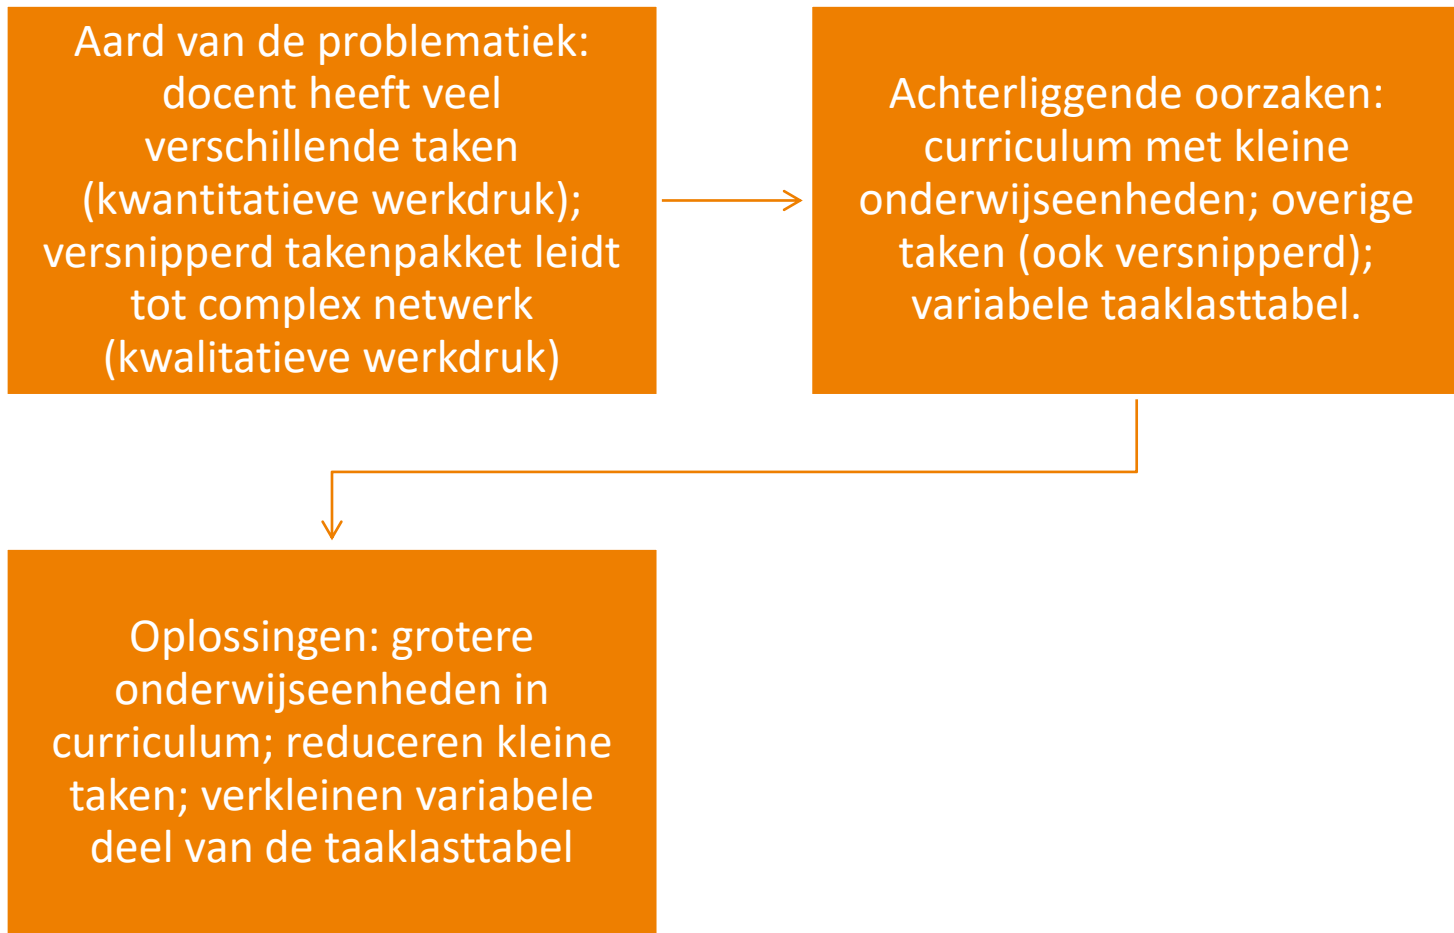 Aard van de problematiek:
docent heeft veel
verschillende taken
(kwantitatieve werkdruk);
versnipperd takenpakket leidt
tot complex netwerk
(kwalitatieve werkdruk)
Achterliggende oorzaken:
curriculum met kleine
onderwijseenheden; overige
taken (ook versnipperd);
variabele taaklasttabel.
Oplossingen: grotere
onderwijseenheden in
curriculum; reduceren kleine
taken; verkleinen variabele
deel van de taaklasttabel